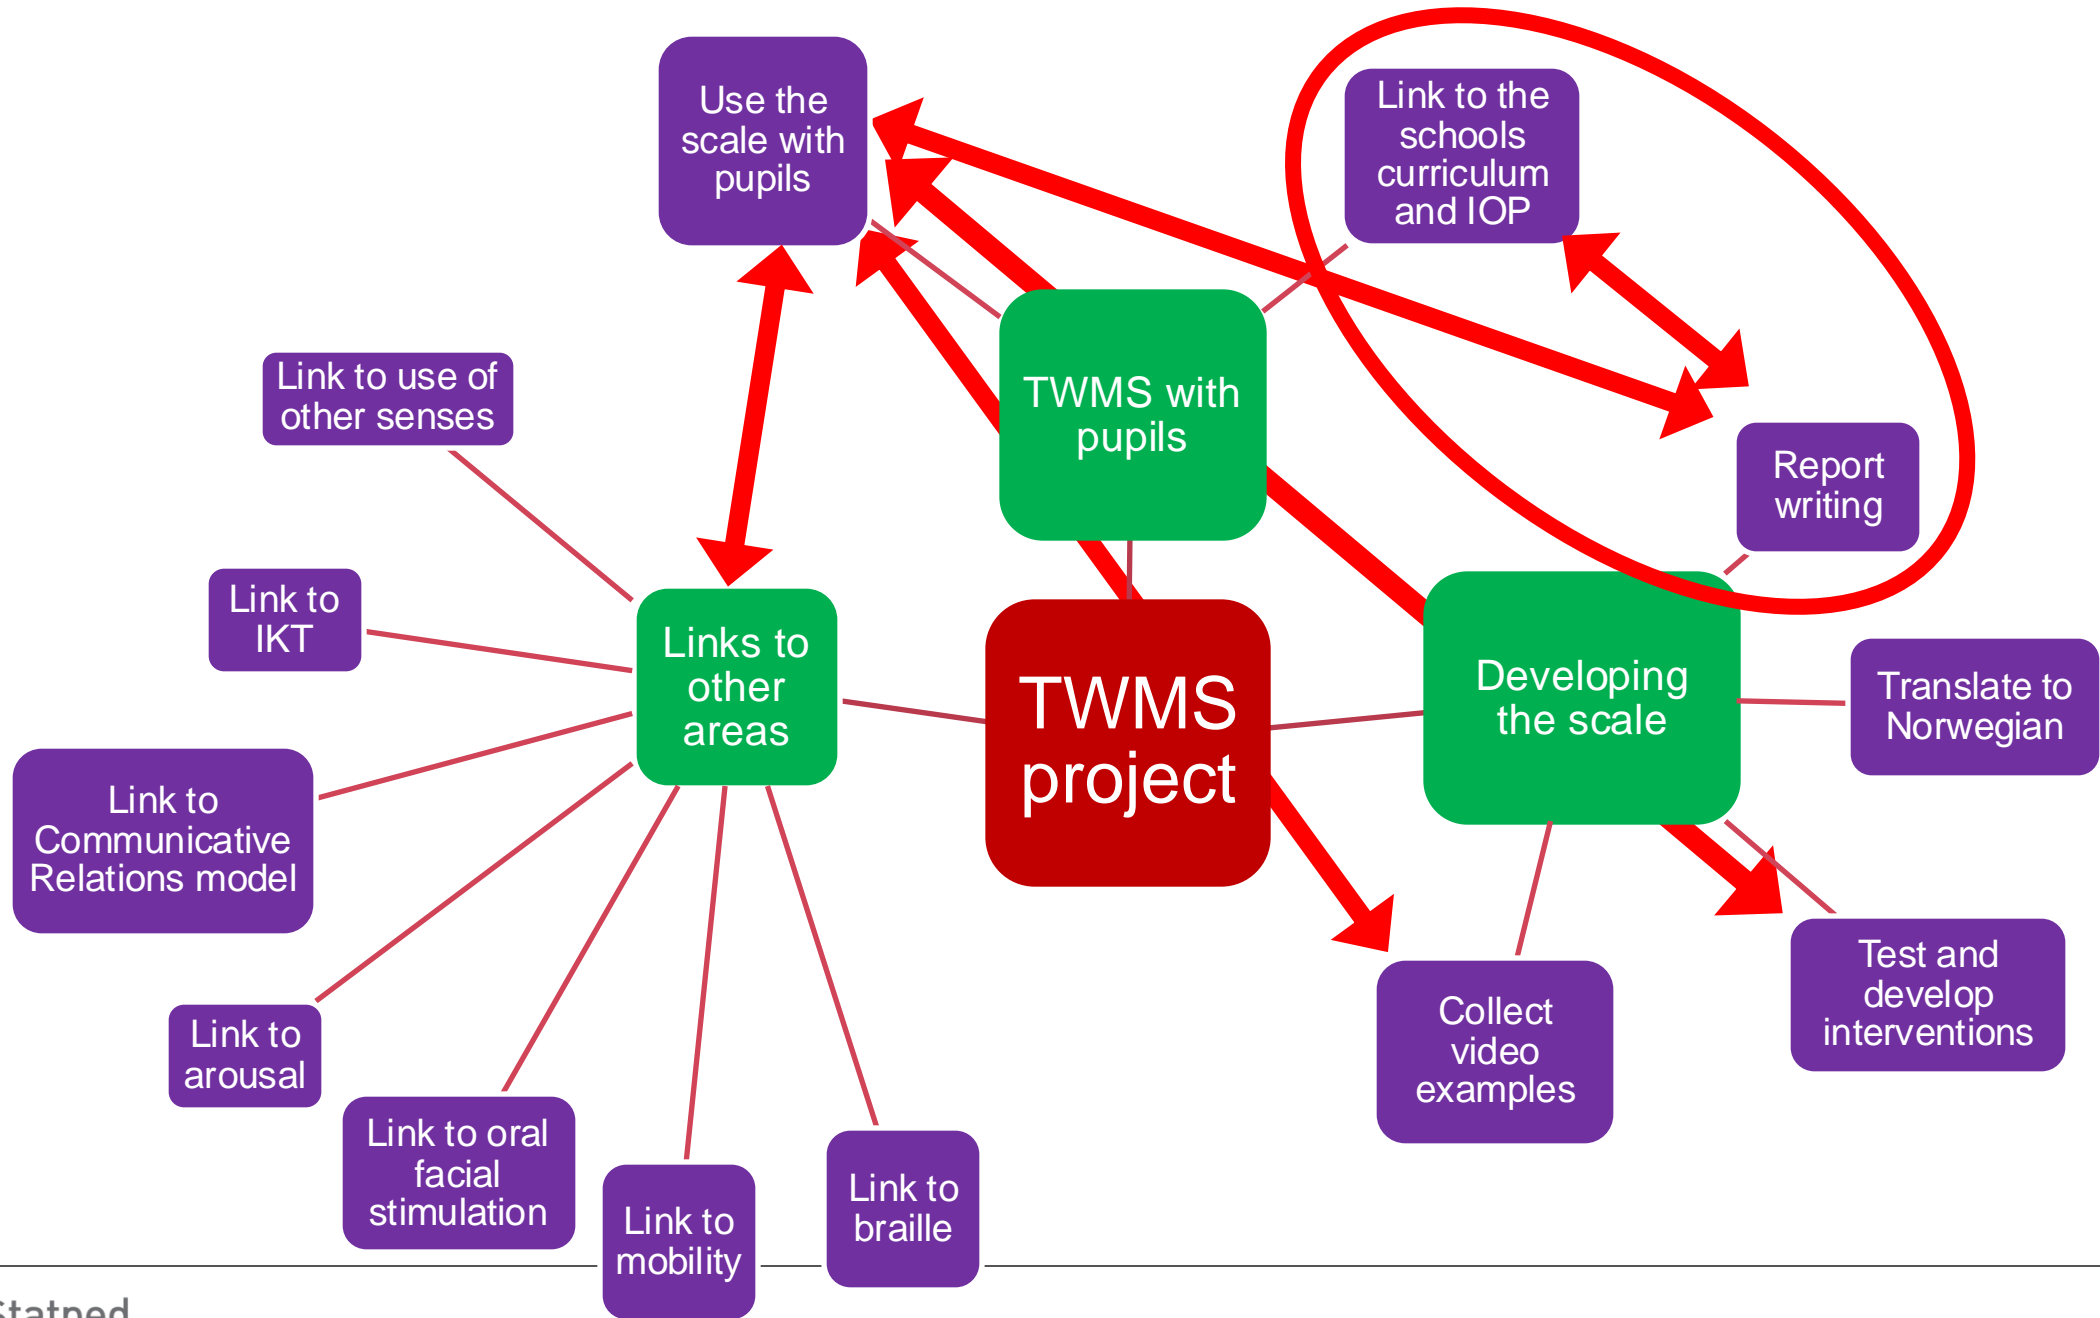 Use the
scale with
pupils
Link to the
schools
curriculum
and IOP
TWMS with
pupils
Link to use of
other senses
Report
writing
Link to
IKT
Links to
other
areas
TWMS
project
Developing
the scale
Translate to
Norwegian
Link to
Communicative
Relations model
Test and
develop
interventions
Collect
video
examples
Link to
arousal
Link to oral
facial
stimulation
Link to
mobility
Link to
braille
Statped